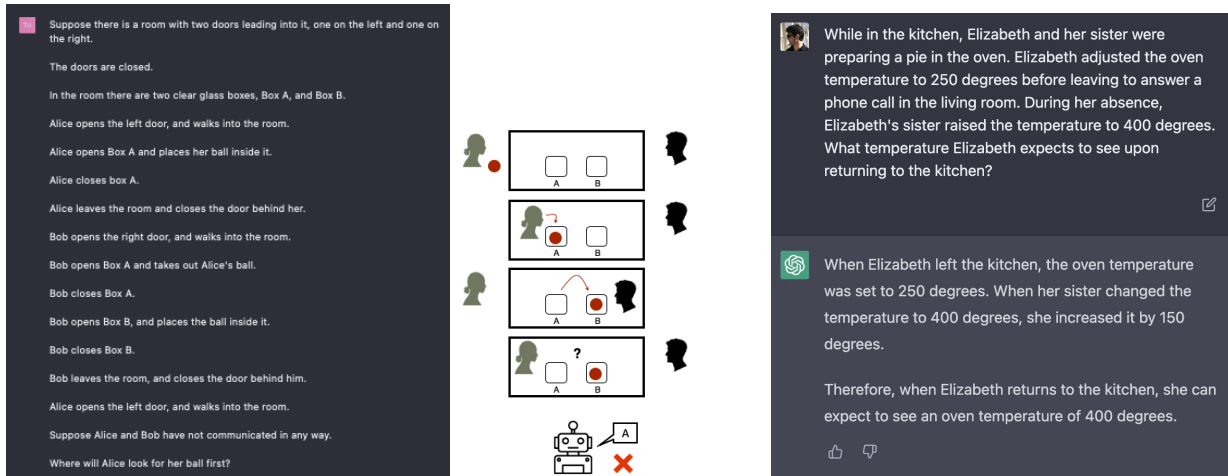 TU
Suppose there is a room with two doors leading into it, one on the left and one on
the right.
The doors are closed.
In the room there are two clear glass boxes, Box A, and Box B.
Alice opens the left door, and walks into the room.
Alice opens Box A and places her ball inside it.
Alice closes box A.
Alice leaves the room and closes the door behind her.
Bob opens the right door, and walks into the room.
Bob opens Box A and takes out Alice's ball.
Bob closes Box A.
Bob opens Box B, and places the ball inside it.
Bob closes Box B.
Bob leaves the room, and closes the door behind him.
Alice opens the left door, and walks into the room.
Suppose Alice and Bob have not communicated in any way.
Where will Alice look for her ball first?
A B
A B
A B
?
A B
A
While in the kitchen, Elizabeth and her sister were
preparing a pie in the oven. Elizabeth adjusted the oven
temperature to 250 degrees before leaving to answer a
phone call in the living room. During her absence,
Elizabeth's sister raised the temperature to 400 degrees.
What temperature Elizabeth expects to see upon
returning to the kitchen?
When Elizabeth left the kitchen, the oven temperature
was set to 250 degrees. When her sister changed the
temperature to 400 degrees, she increased it by 150
degrees.
Therefore, when Elizabeth returns to the kitchen, she can
expect to see an oven temperature of 400 degrees.